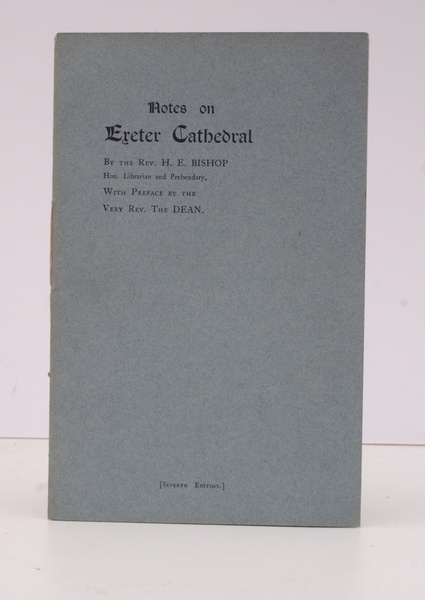 Notes on
Exeter Cathedral
By the Rev. H. E. BISHOP
Hon. Librarian and Prebendary,
With Preface by the
Very Rev. The DEAN.
[Seventh Edition.]